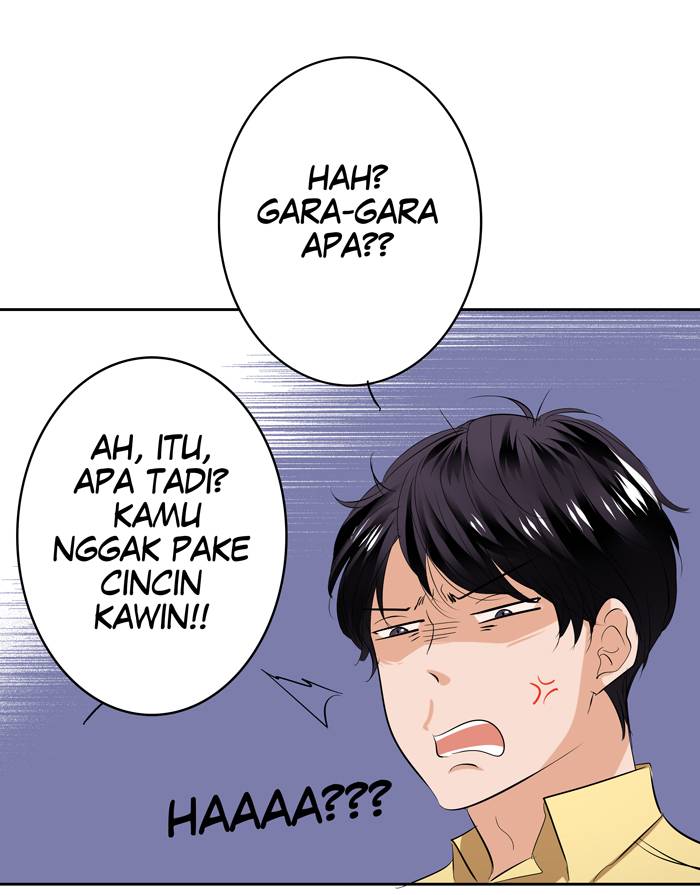 HAH?
GARA-GARA
APA??
AH, ITU,
APA TADI?
KAMU
NGGAK PAKE
CINCIN
KAWIN!!
HAAAA???